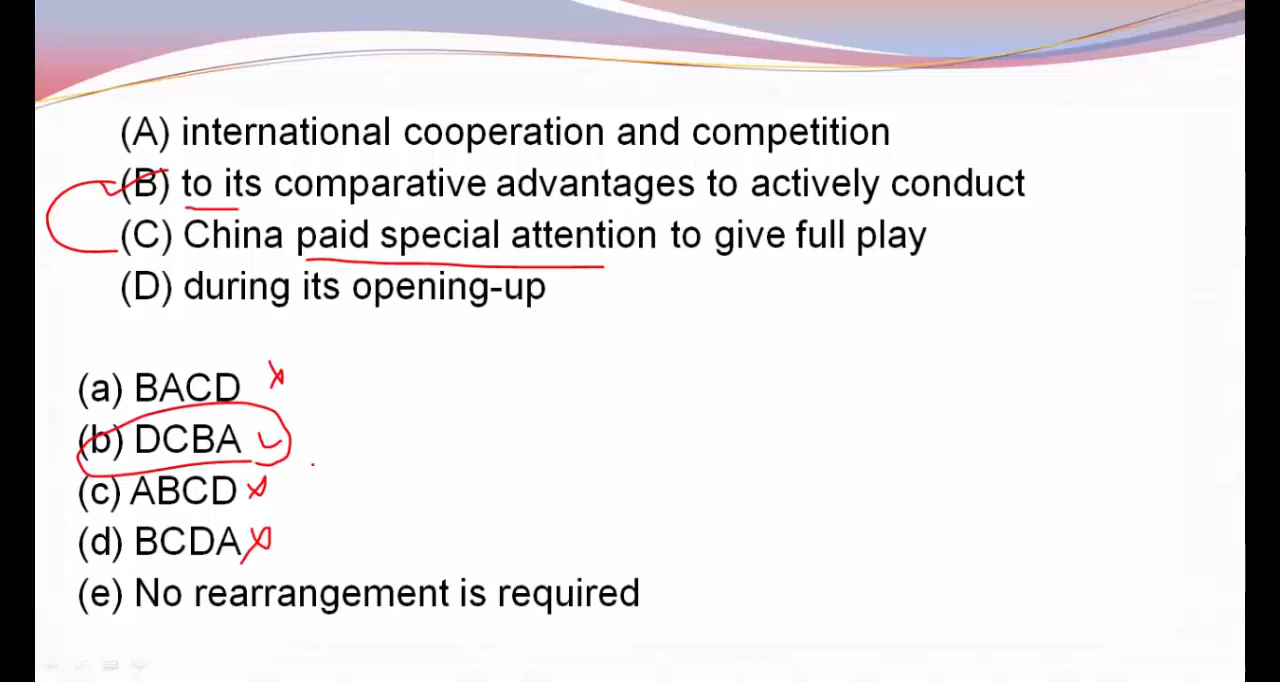 (A) international cooperation and competition
(B) to its comparative advantages to actively conduct
(C) China paid special attention to give full play
(D) during its opening-up
(a) BACD
(b) DCBA
(c) ABCD
(d) BCDA
(e) No rearrangement is required